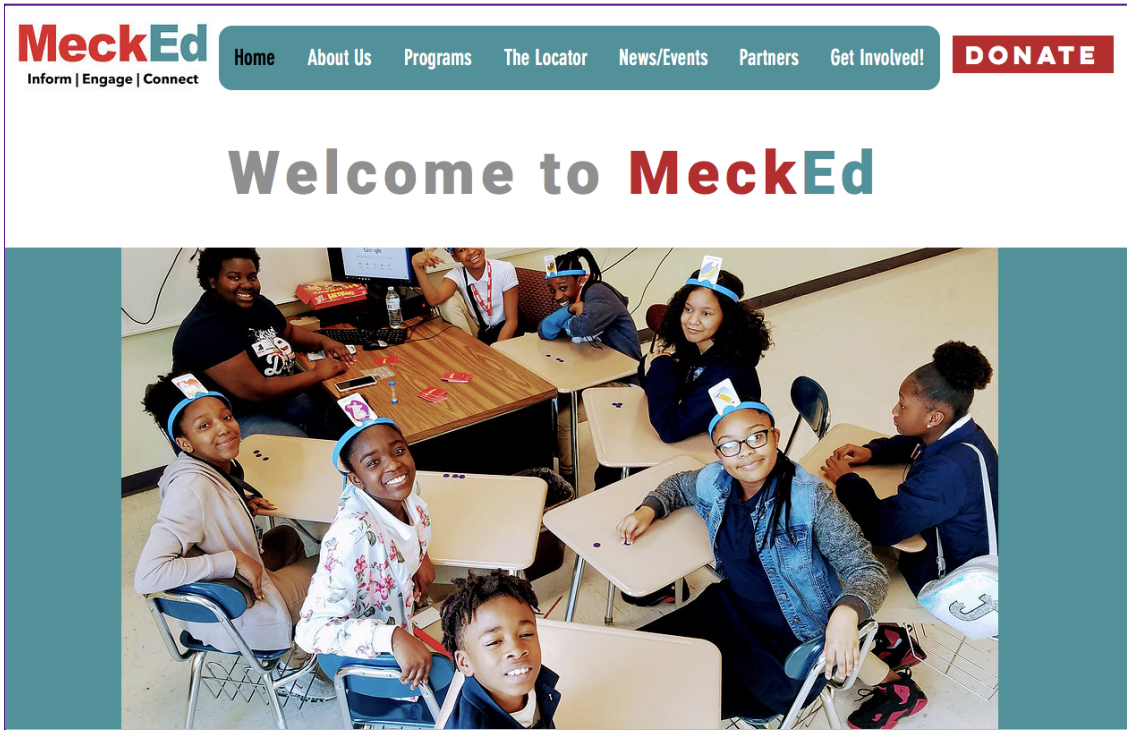 MeckEd
Inform | Engage | Connect
Home
About Us
Programs
The Locator
News/Events
Partners
Get Involved!
DONATE
Welcome to MeckEd
Google